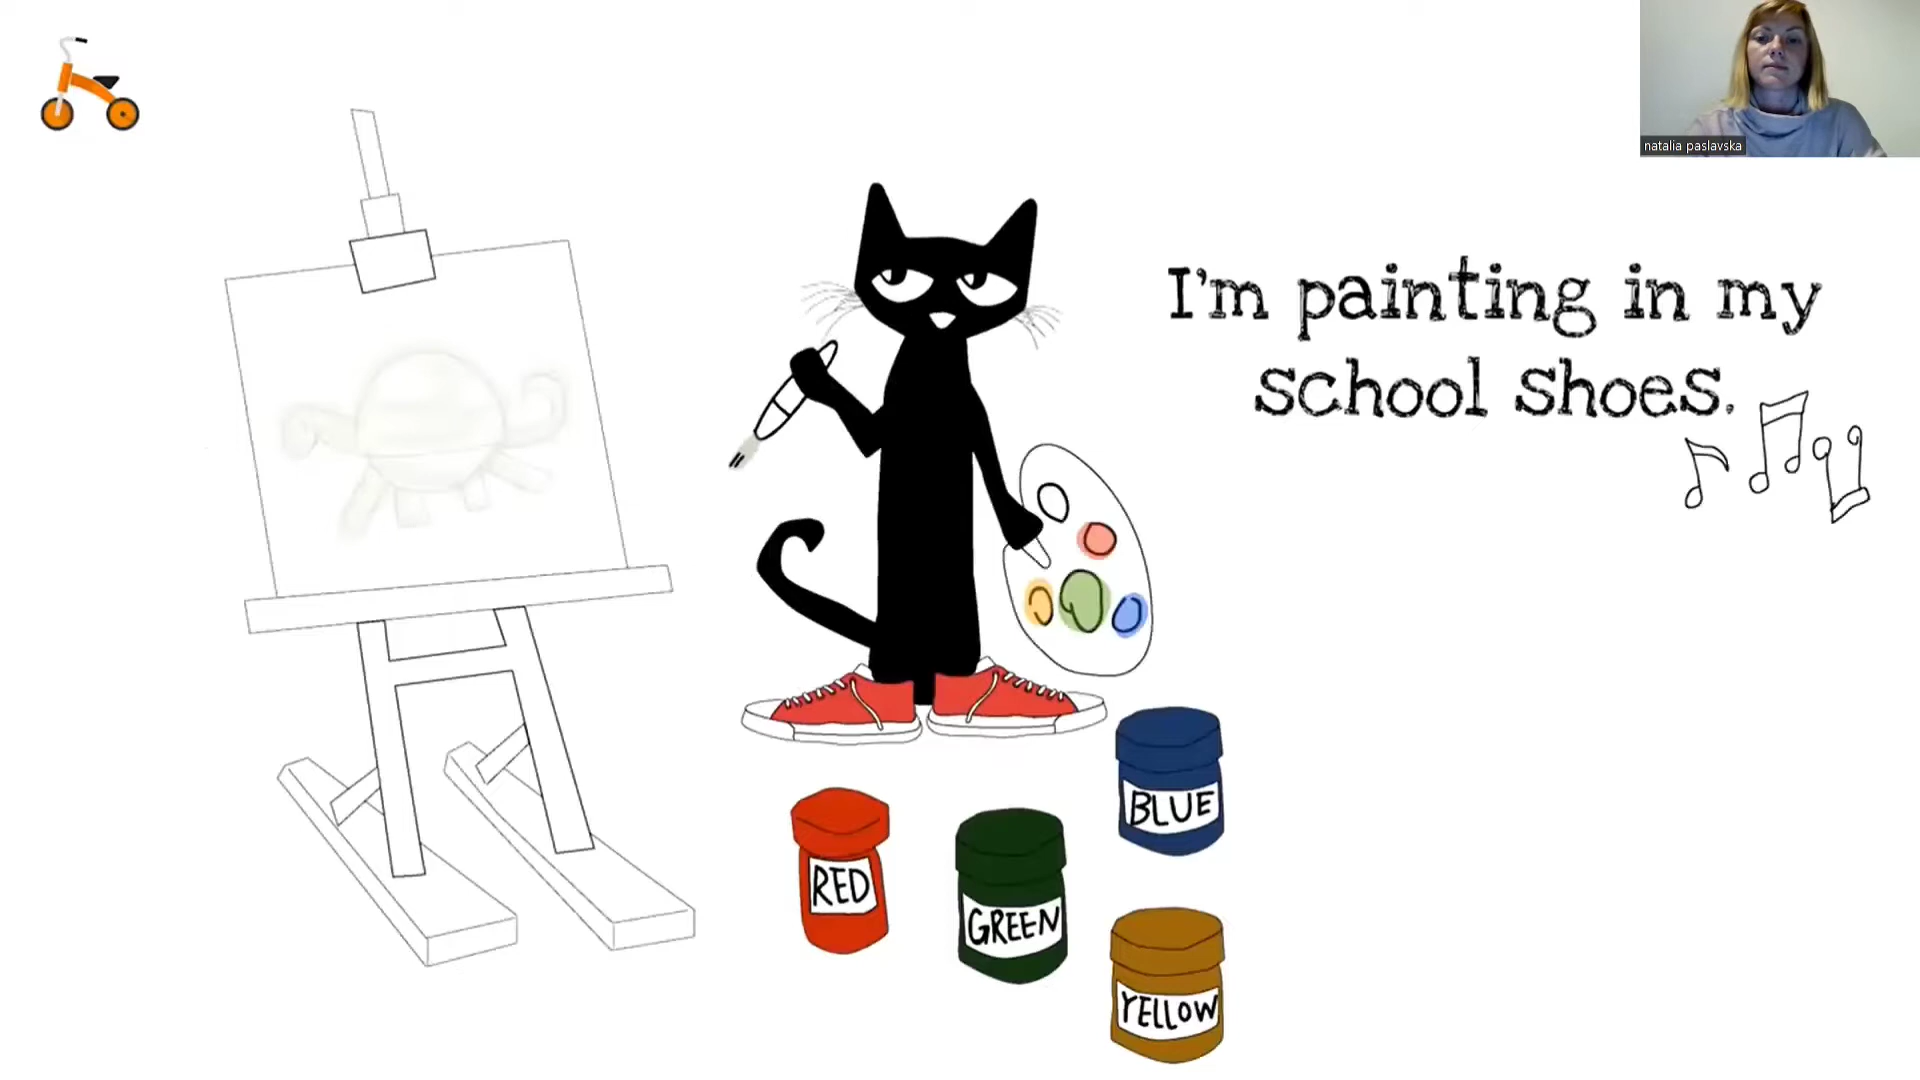 natalia paslavska
I'm painting in my
school shoes.
BLUE
RED
GREEN
YELLOW